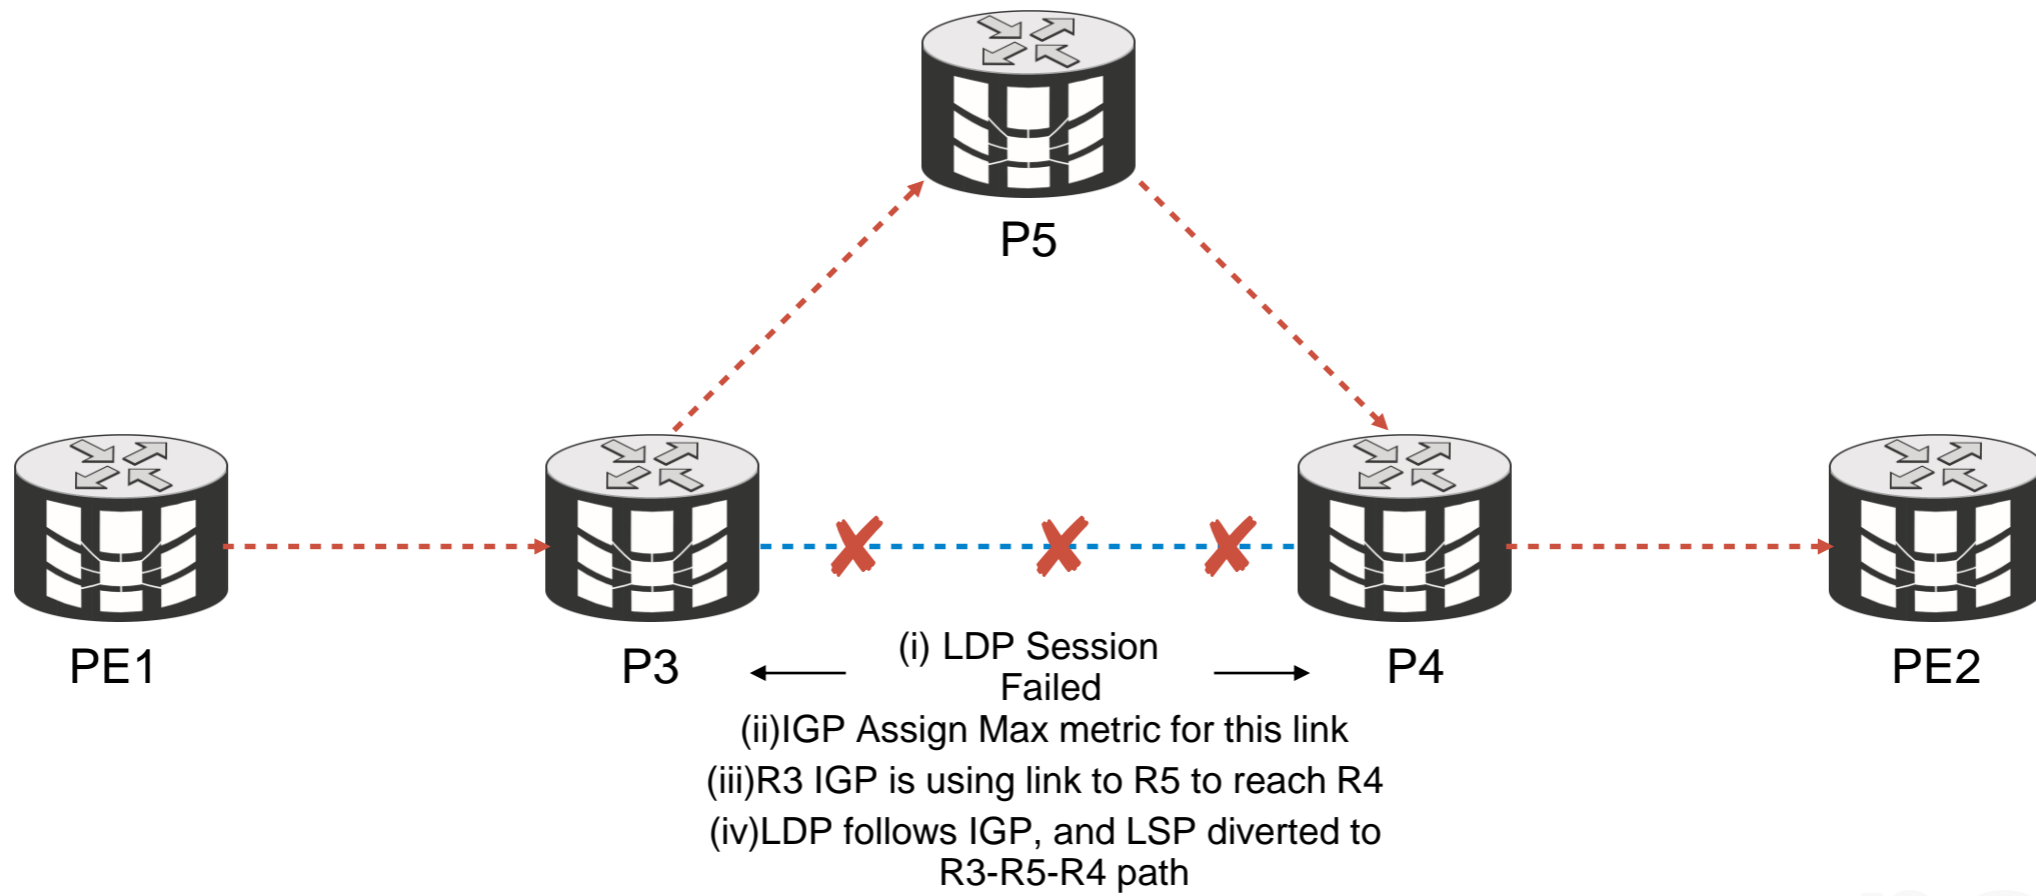 P5
PE1
P3
P4
PE2
(i) LDP Session
Failed
(ii)IGP Assign Max metric for this link
(iii)R3 IGP is using link to R5 to reach R4
(iv)LDP follows IGP, and LSP diverted to
R3-R5-R4 path